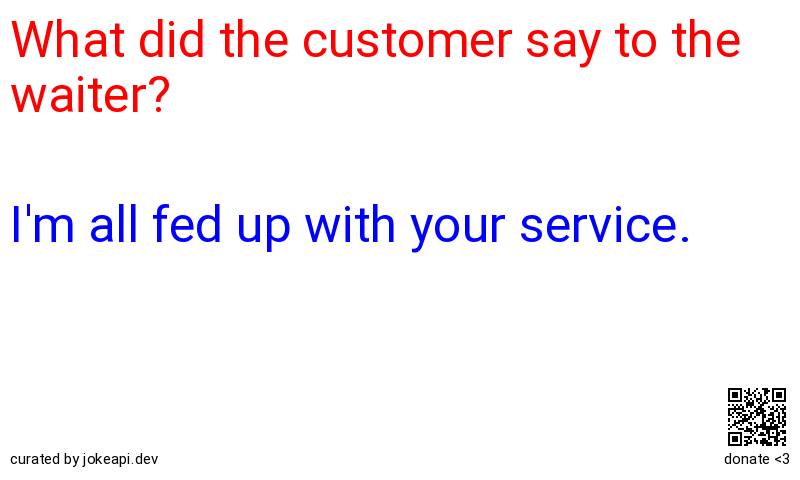 What did the customer say to the
waiter?
I'm all fed up with your service.
curated by jokeapi.dev
donate <3